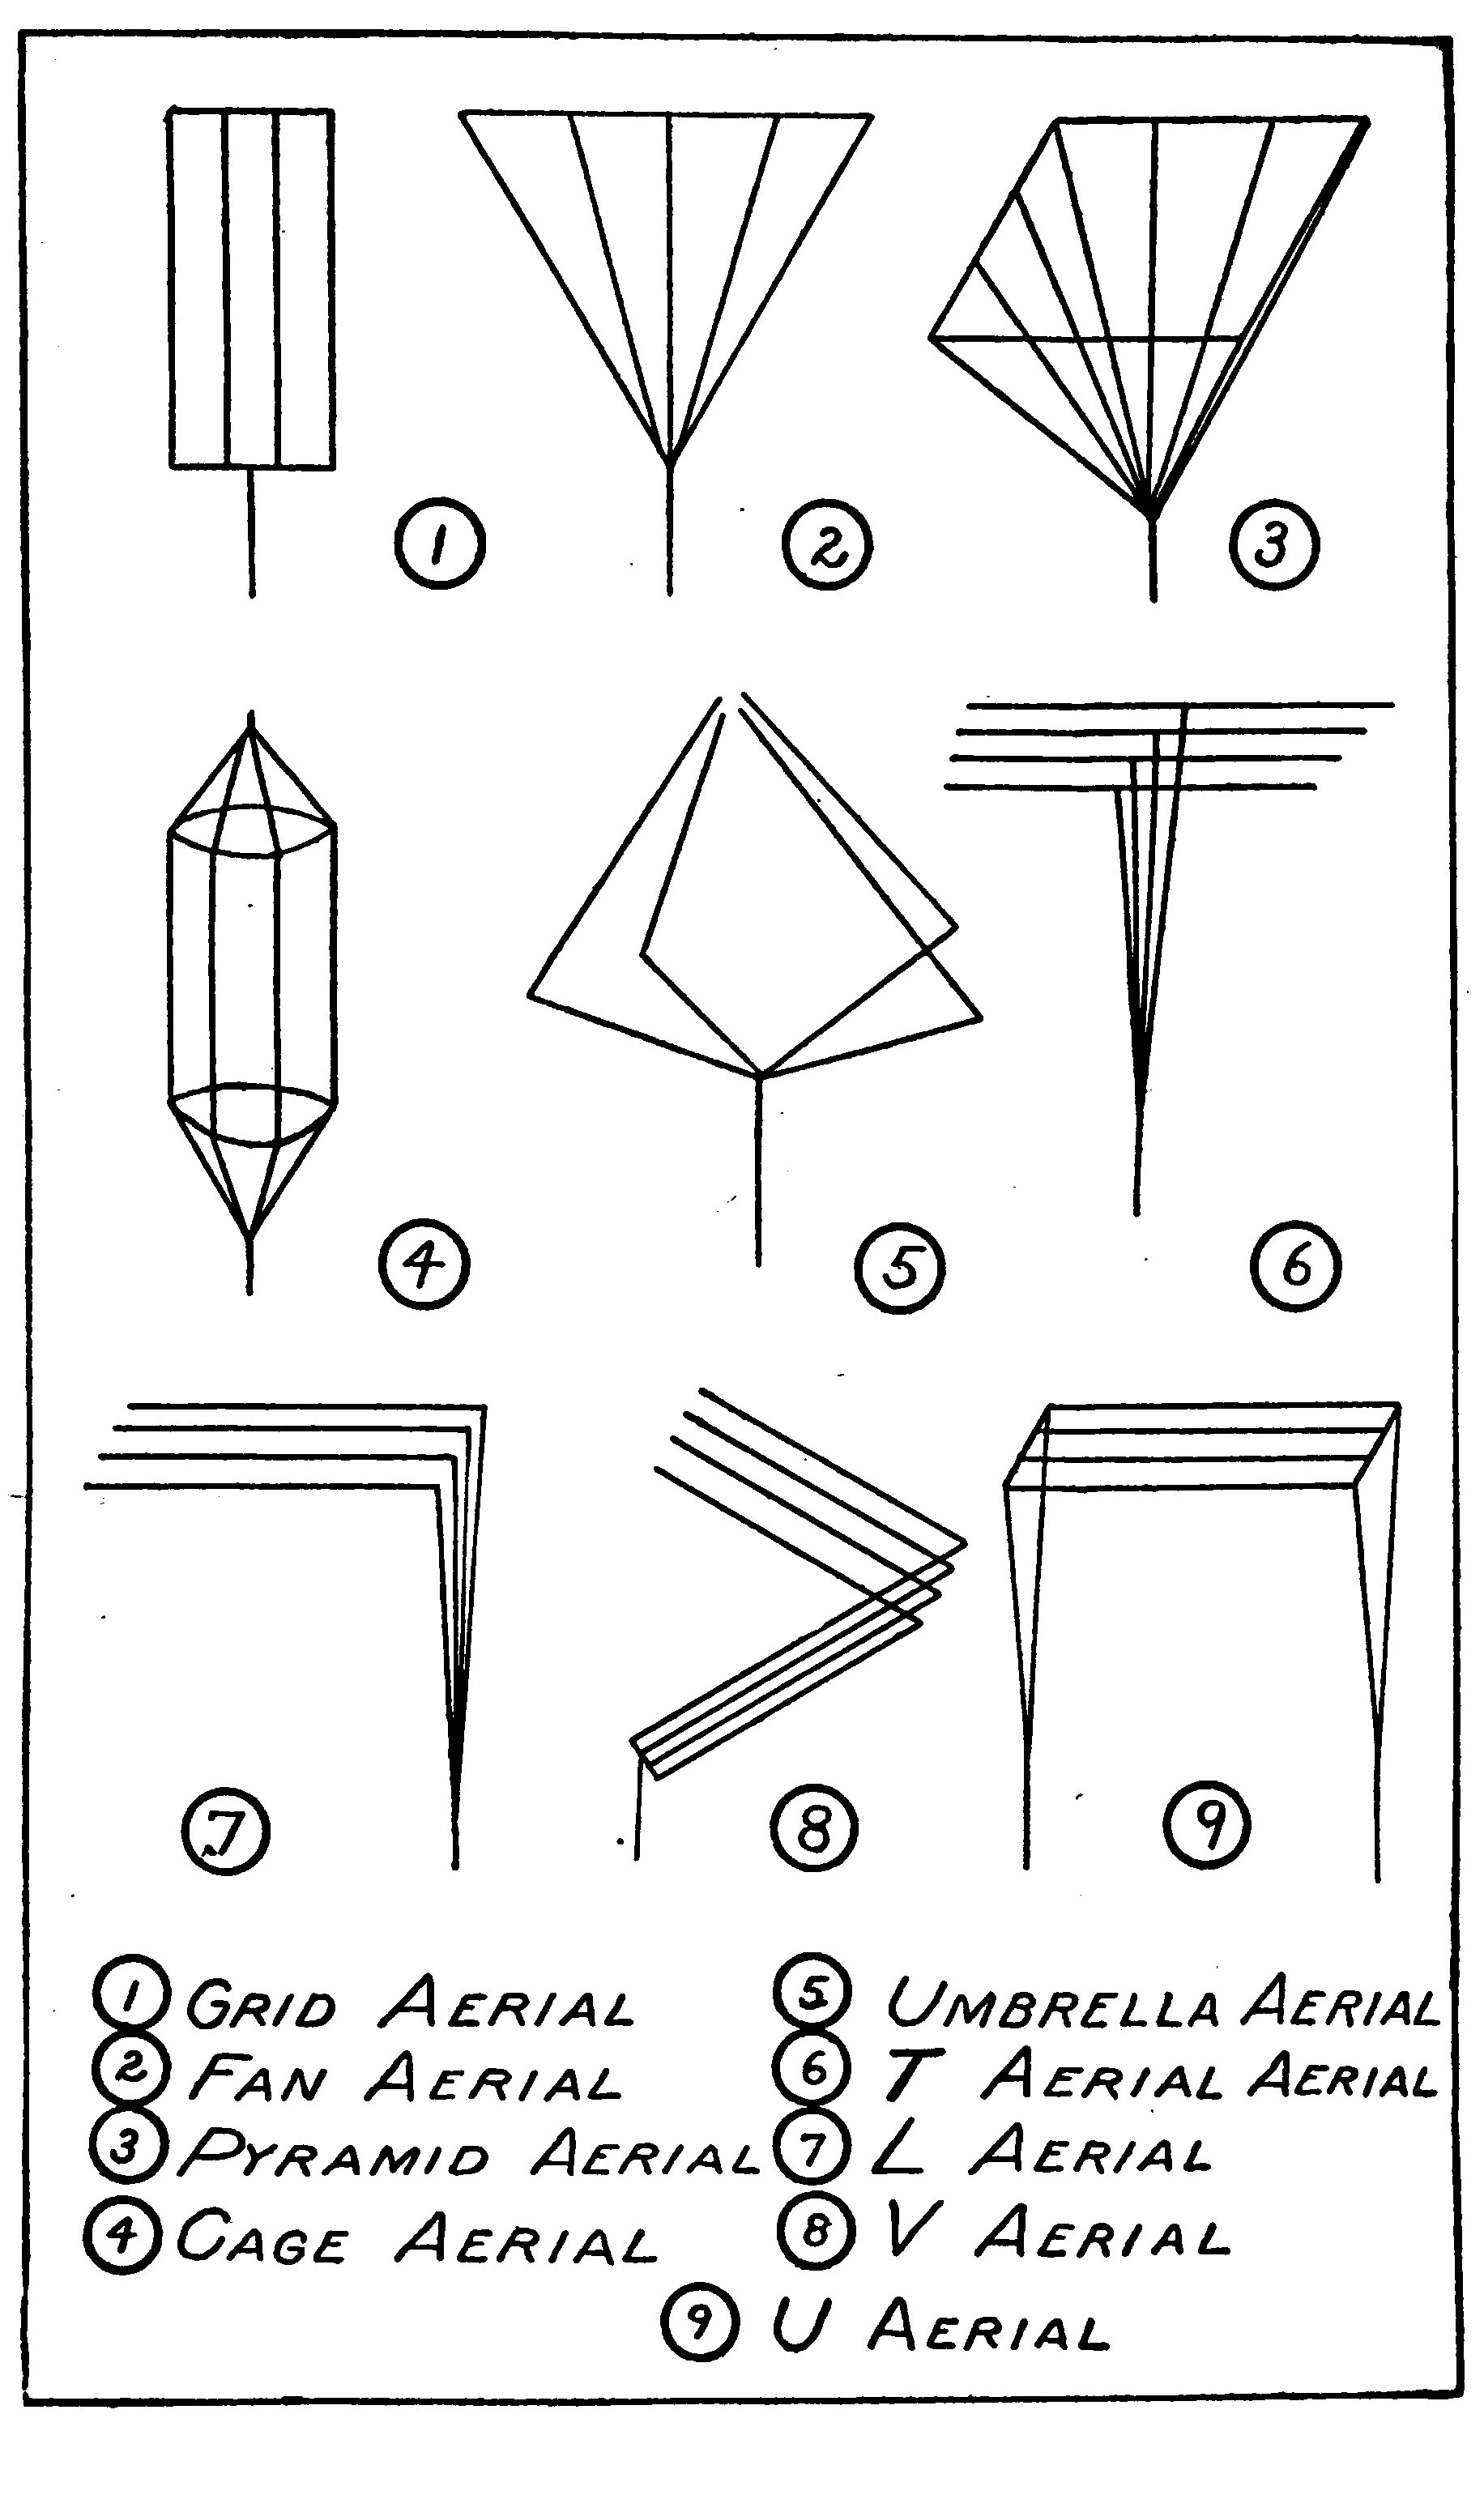 1 2 3
4 5 6
7 8 9
1 GRID AERIAL
2 FAN AERIAL
3 PYRAMID AERIAL
4 CAGE AERIAL
5 UMBRELLA AERIAL
6 T AERIAL AERIAL
7 L AERIAL
8 V AERIAL
9 U AERIAL